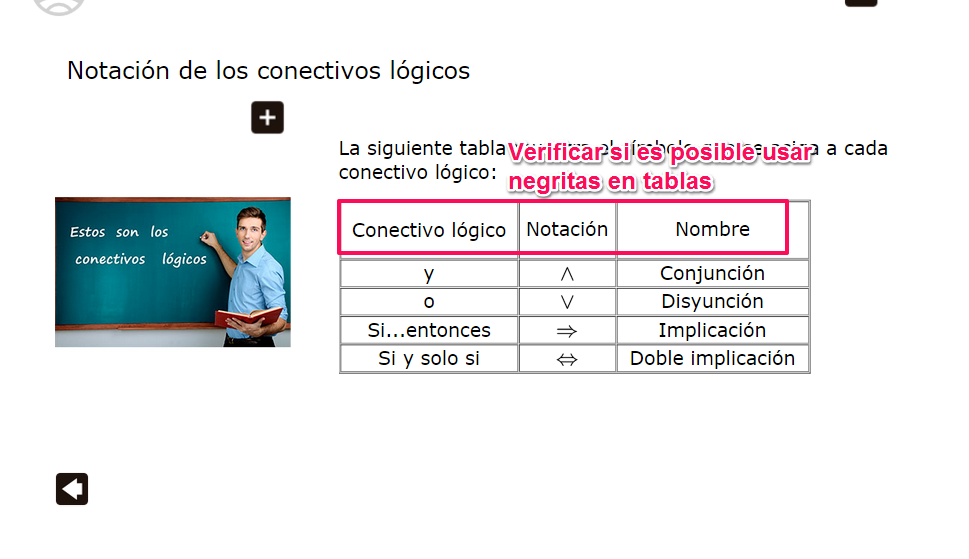 Notación de los conectivos lógicos
La siguiente tabla a cada
conectivo lógico:
Verificar si es posible usar
negritas en tablas
Estos son los
conectivos lógicos
Conectivo lógico Notación Nombre
y ∧ Conjunción
o ∨ Disyunción
Si...entonces ⇒ Implicación
Si y solo si ⇔ Doble implicación